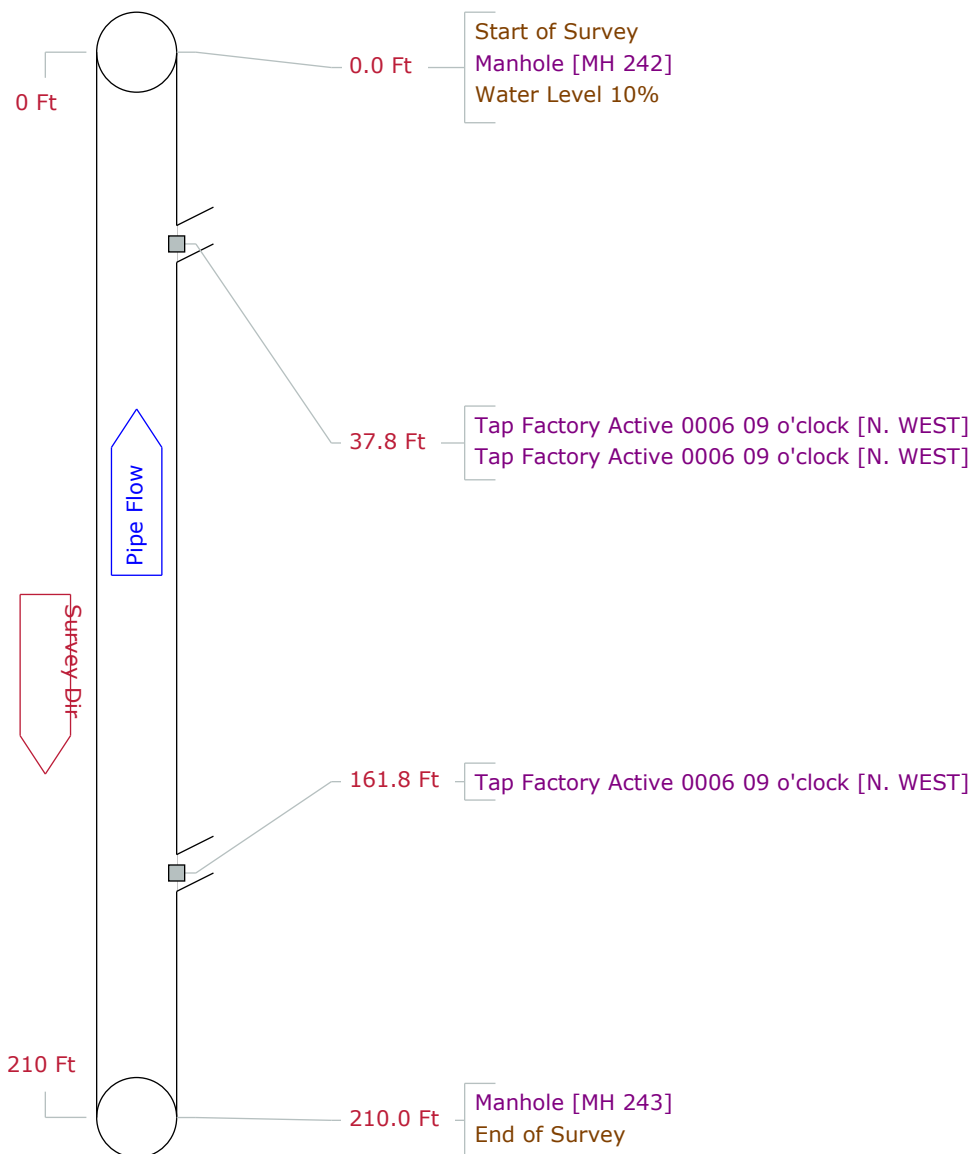 Start of Survey
0.0 Ft
Manhole [MH 242]
Water Level 10%
0 Ft
37.8 Ft
Tap Factory Active 0006 09 o'clock [N. WEST]
Tap Factory Active 0006 09 o'clock [N. WEST]
Pipe Flow
Survey Dir
161.8 Ft
Tap Factory Active 0006 09 o'clock [N. WEST]
210 Ft
210.0 Ft
Manhole [MH 243]
End of Survey